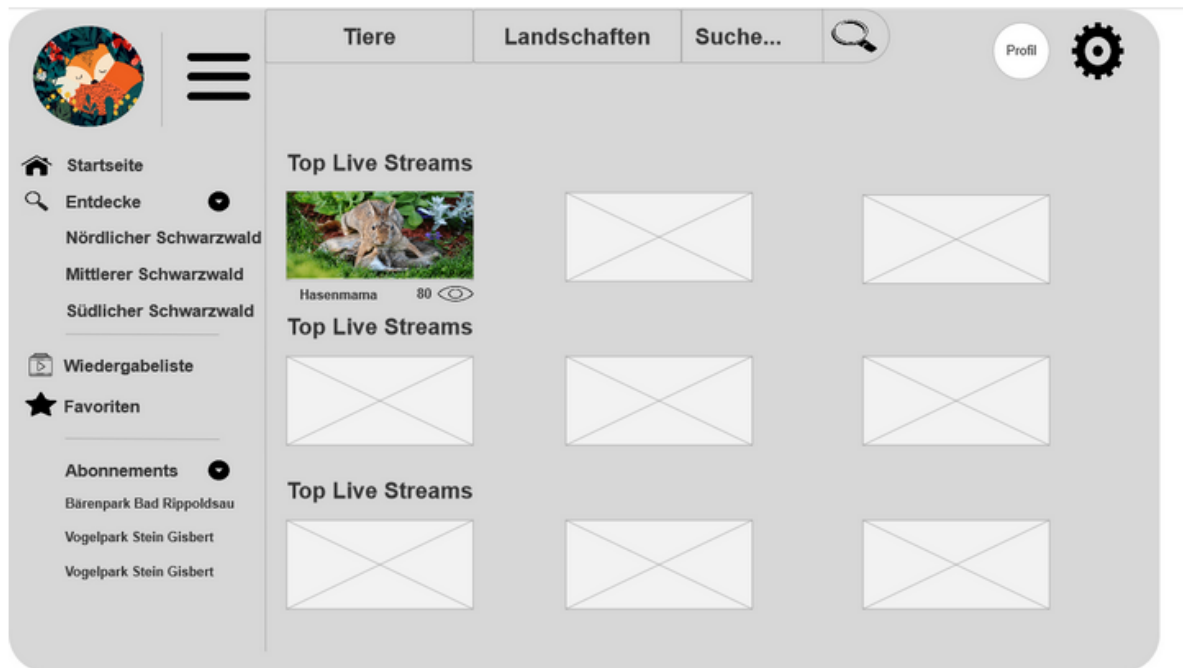 Tiere
Landschaften
Suche...
Profil
Startseite
Entdecke
Nördlicher Schwarzwald
Mittlerer Schwarzwald
Südlicher Schwarzwald
Wiedergabeliste
Favoriten
Abonnements
Bärenpark Bad Rippoldsau
Vogelpark Stein Gisbert
Vogelpark Stein Gisbert
Top Live Streams
Hasenmama 80
Top Live Streams
Top Live Streams